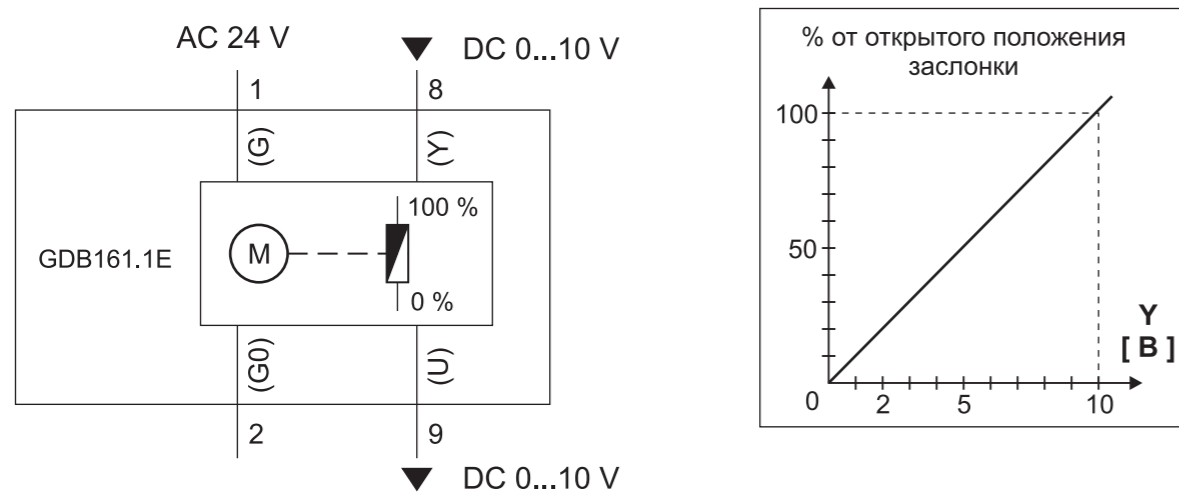 AC 24 V
DC 0...10 V
1
8
(G)
(Y)
100 %
GDB161.1E
M
0 %
(G0)
(U)
2
9
DC 0...10 V
% от открытого положения
заслонки
100
50
Y
[ В ]
0
2
5
10